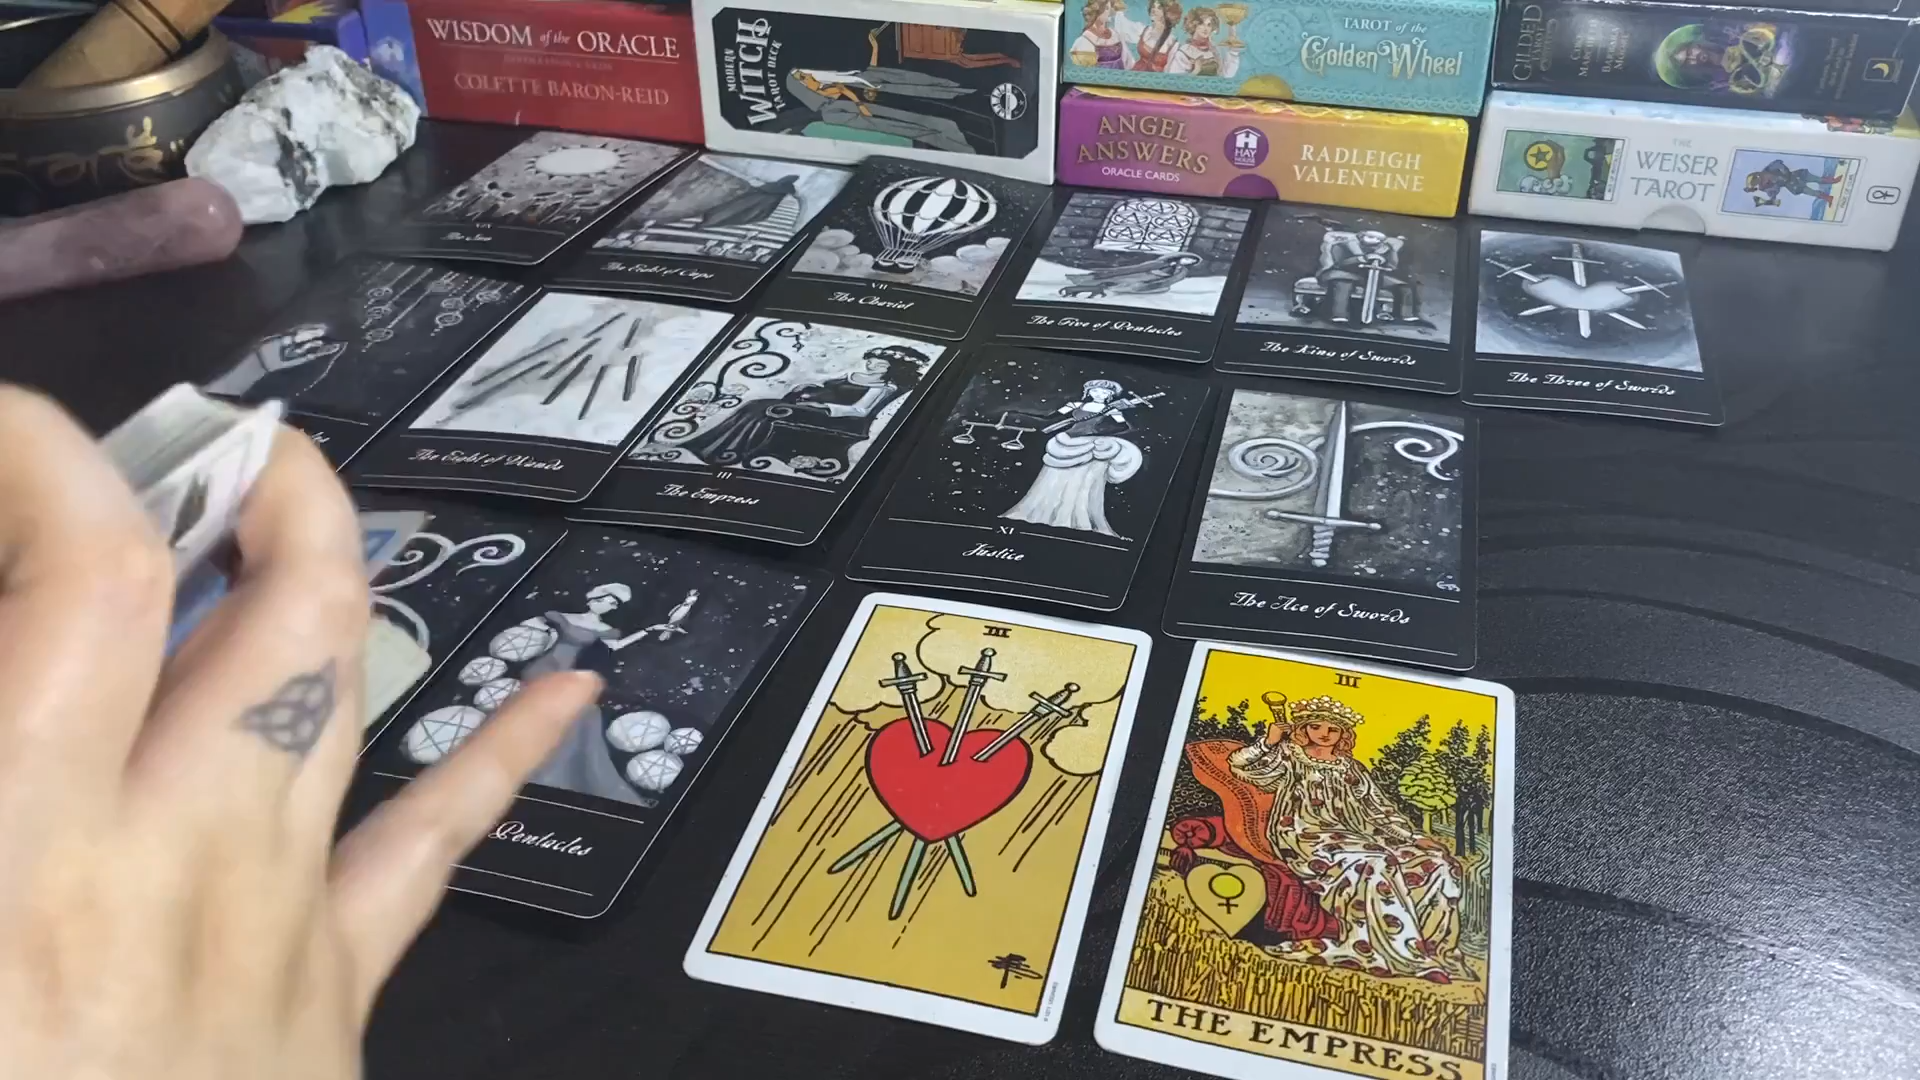 WISDOM of the ORACLE
COLETTE BARON-REID
MODERN
WITCH
TAROT DECK
TAROT of the
Golden Wheel
ANGEL
ANSWERS
ORACLE CARDS
HAY
HOUSE
RADLEIGH
VALENTINE
GILDED
THE
WEISER
TAROT
XIX
The Sun
The Eight of Cups
VII
The Chariot
The Five of Pentacles
The King of Swords
The Three of Swords
The Eight of Wands
III
The Empress
XI
Justice
The Ace of Swords
Pentacles
III
III
THE EMPRESS